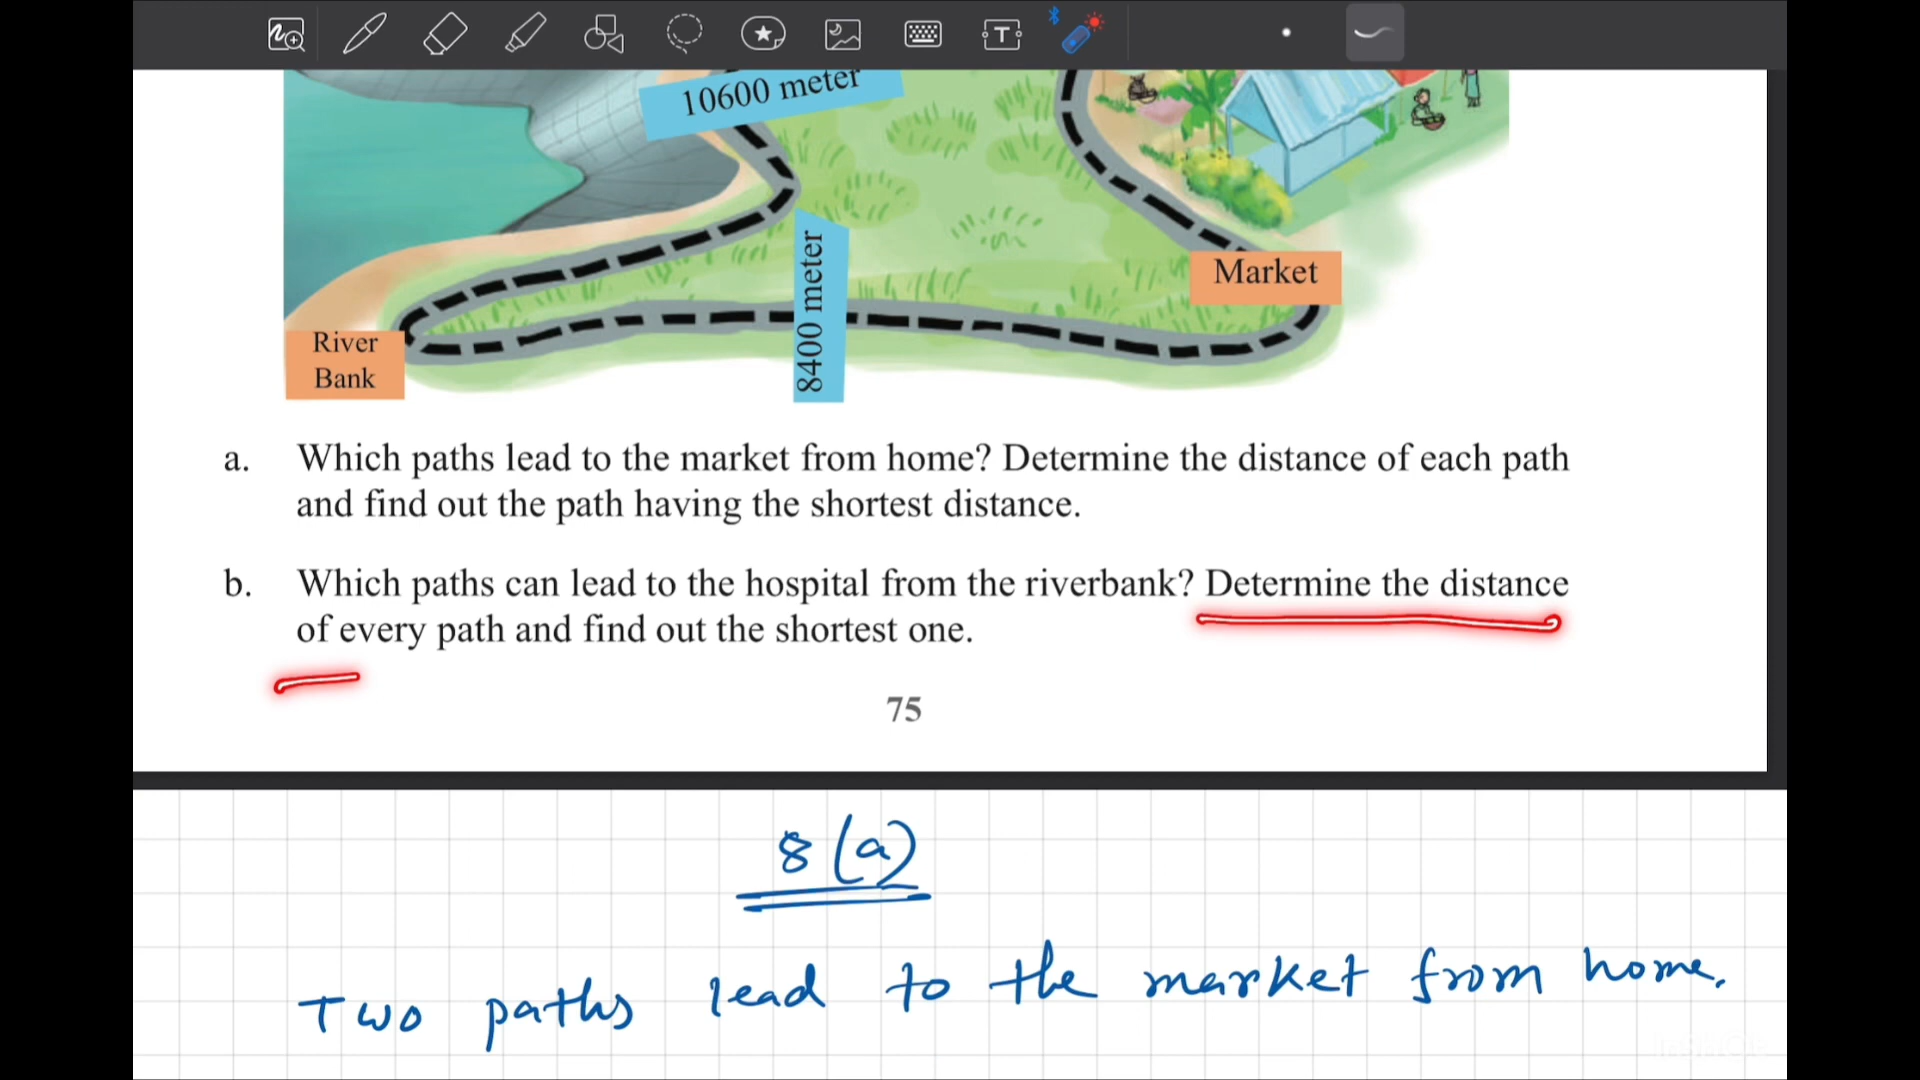 10600 meter
8400 meter
Market
River
Bank
a. Which paths lead to the market from home? Determine the distance of each path
and find out the path having the shortest distance.
b. Which paths can lead to the hospital from the riverbank? Determine the distance
of every path and find out the shortest one.
75
8(a)
Two paths lead to the market from home.